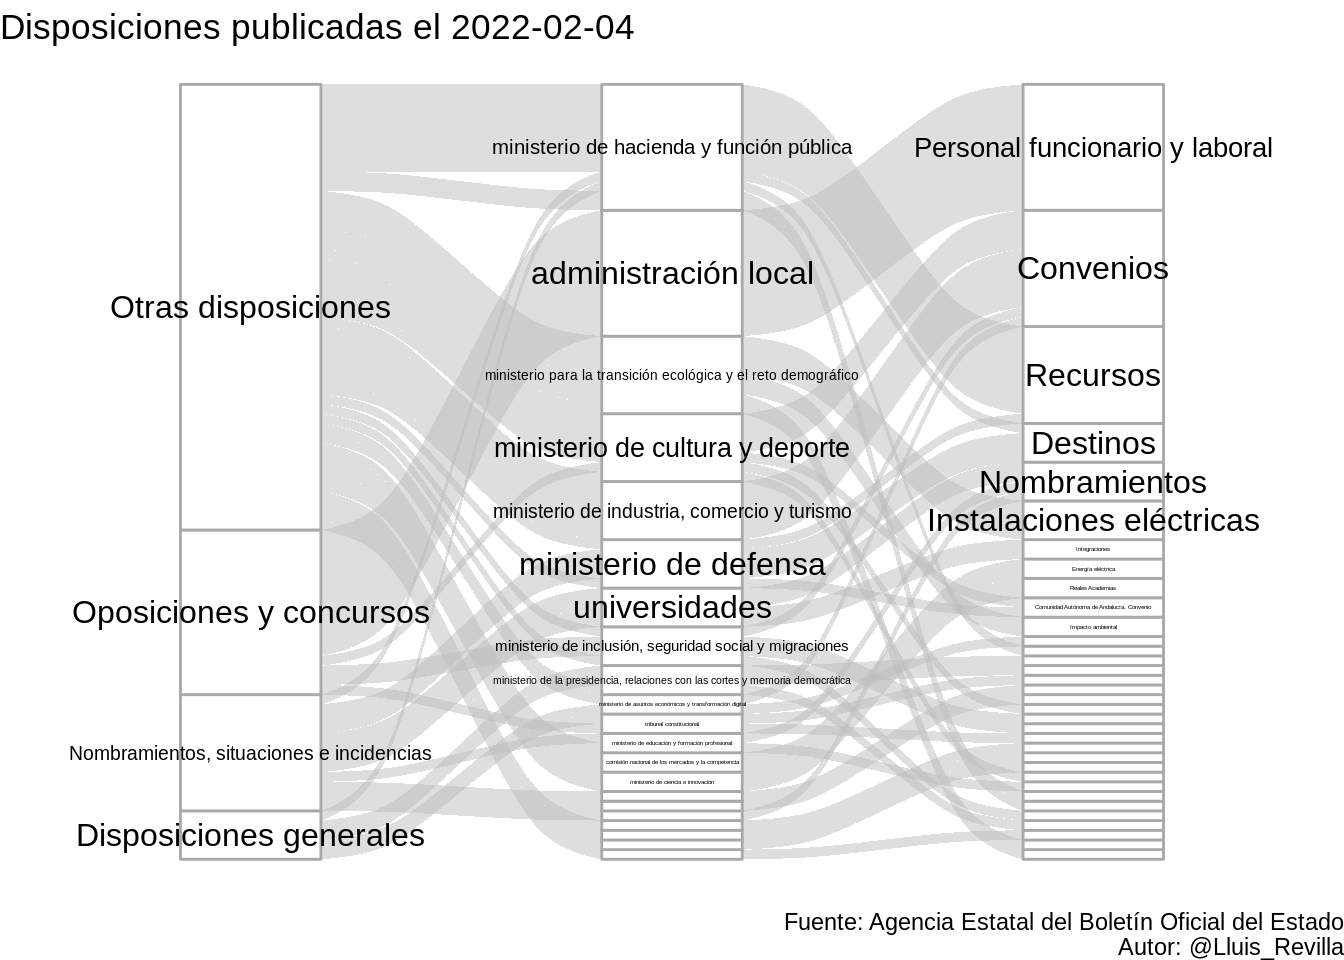 Disposiciones publicadas el 2022-02-04
Otras disposiciones
Oposiciones y concursos
Nombramientos, situaciones e incidencias
Disposiciones generales
ministerio de hacienda y función pública
administración local
ministerio para la transición ecológica y el reto demográfico
ministerio de cultura y deporte
ministerio de industria, comercio y turismo
ministerio de defensa
universidades
ministerio de inclusión, seguridad social y migraciones
ministerio de la presidencia, relaciones con las cortes y memoria democrática
ministerio de asuntos económicos y transformación digital
tribunal constitucional
ministerio de educación y formación profesional
comisión nacional de los mercados y la competencia
ministerio de ciencia e innovación
Personal funcionario y laboral
Convenios
Recursos
Destinos
Nombramientos
Instalaciones eléctricas
Integraciones
Energía eléctrica
Reales Academias
Comunidad Autónoma de Andalucía. Convenio
Impacto ambiental
Fuente: Agencia Estatal del Boletín Oficial del Estado
Autor: @Lluis_Revilla